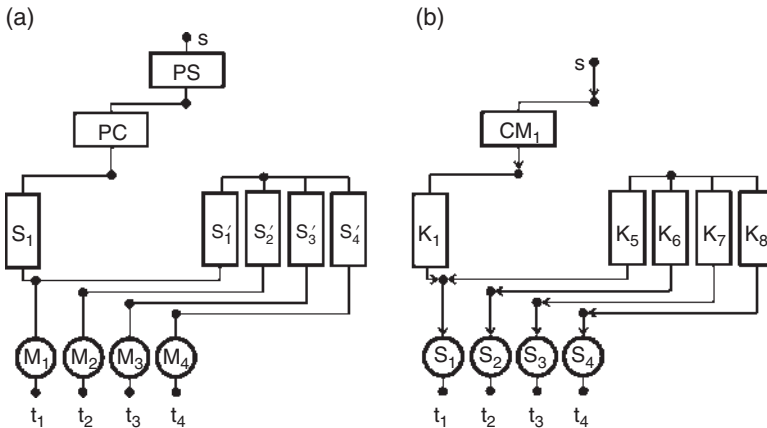 (a)
s
PS
PC
S₁ S′₁ S′₂ S′₃ S′₄
M₁ M₂ M₃ M₄
t₁ t₂ t₃ t₄
(b)
s
CM₁
K₁ K₅ K₆ K₇ K₈
S₁ S₂ S₃ S₄
t₁ t₂ t₃ t₄